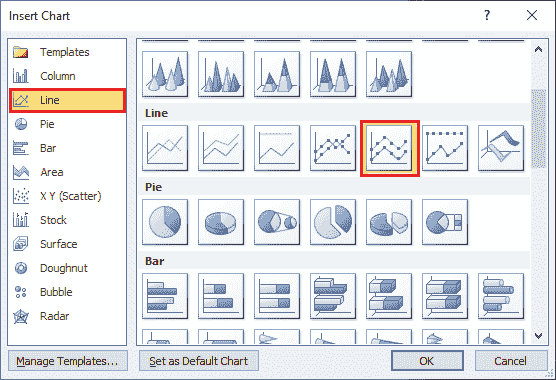 Insert Chart
?
Templates
Column
Line
Pie
Bar
Area
X Y (Scatter)
Stock
Surface
Doughnut
Bubble
Radar
Line
Pie
Bar
Manage Templates...
Set as Default Chart
OK
Cancel